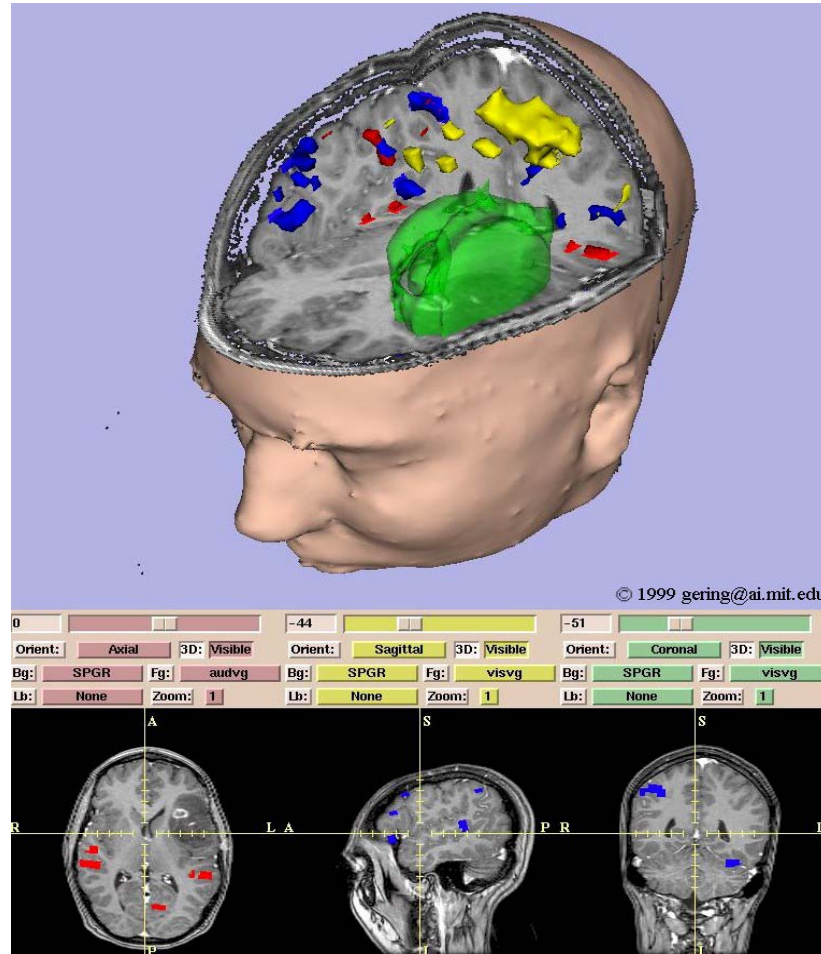 © 1999 gering@ai.mit.edu
0 -44 -51
Orient: Axial 3D: Visible Orient: Sagittal 3D: Visible Orient: Coronal 3D: Visible
Bg: SPGR Fg: audvg Bg: SPGR Fg: visvg Bg: SPGR Fg: visvg
Lb: None Zoom: 1 Lb: None Zoom: 1 Lb: None Zoom: 1
A S S
R L A P R
P I I